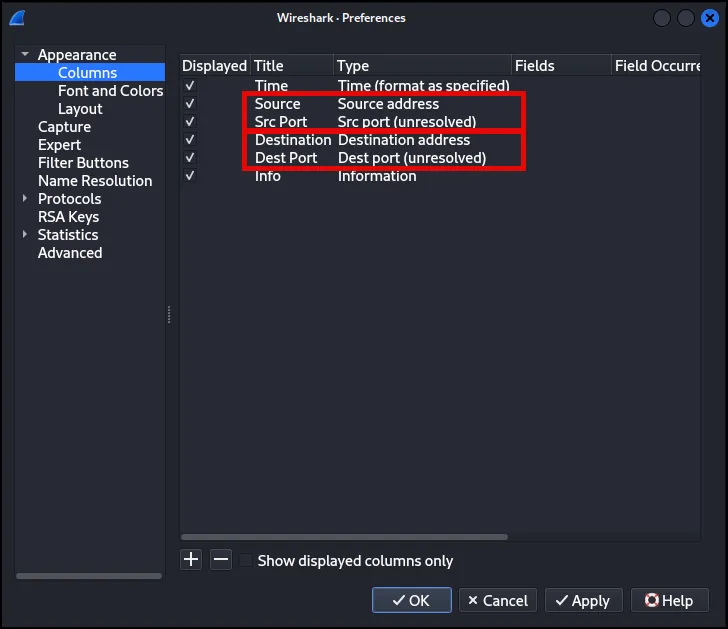 Wireshark · Preferences
Appearance
Columns
Font and Colors
Layout
Capture
Expert
Filter Buttons
Name Resolution
Protocols
RSA Keys
Statistics
Advanced
Displayed Title Type Fields Field Occurre
Time Time (format as specified)
Source Source address
Src Port Src port (unresolved)
Destination Destination address
Dest Port Dest port (unresolved)
Info Information
Show displayed columns only
OK Cancel Apply Help